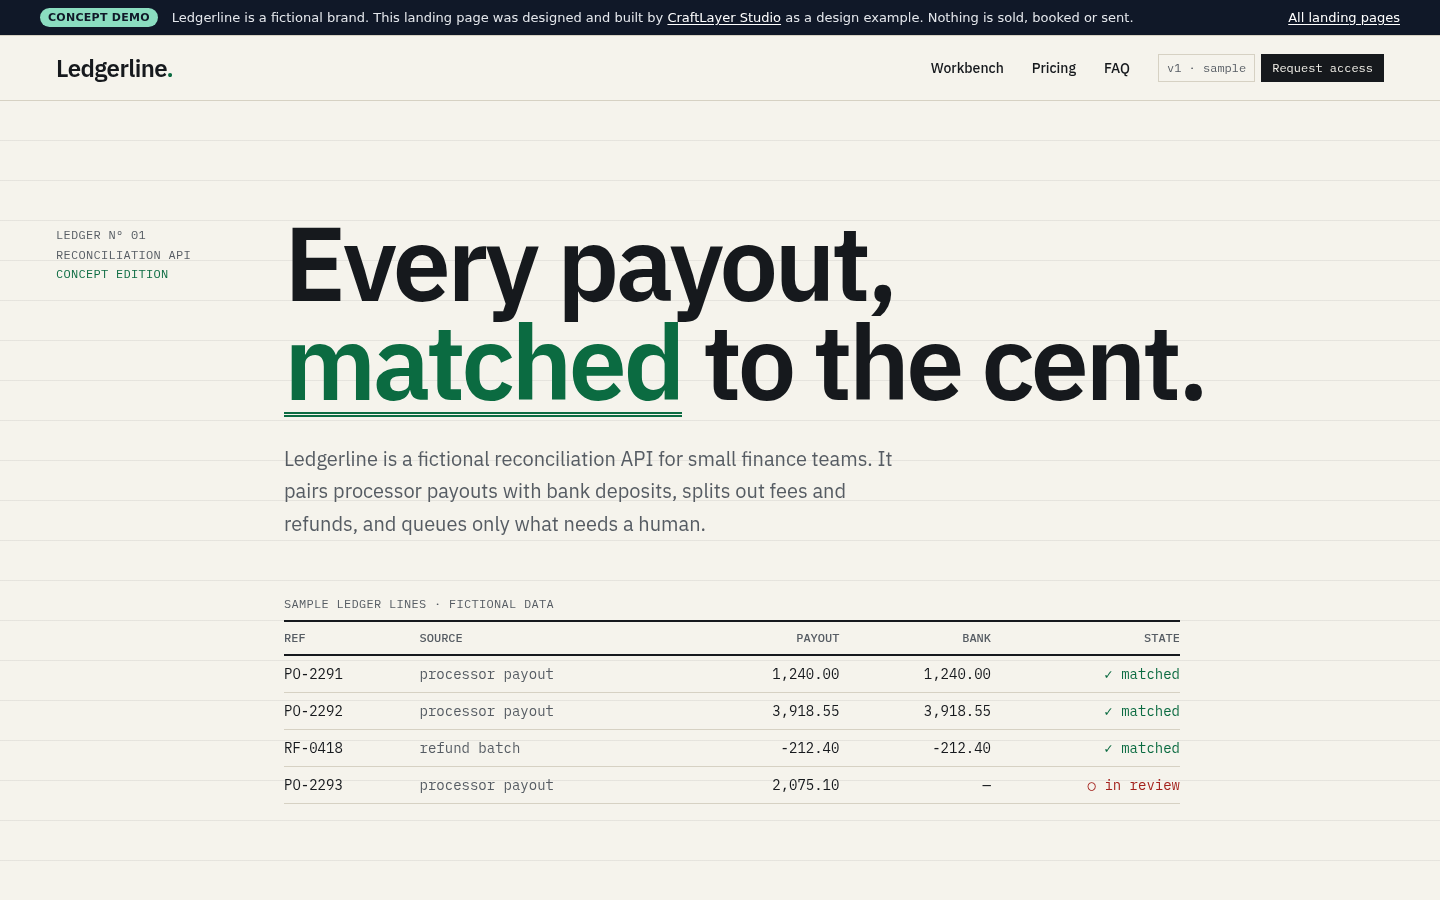 CONCEPT DEMO Ledgerline is a fictional brand. This landing page was designed and built by CraftLayer Studio as a design example. Nothing is sold, booked or sent. All landing pages
Ledgerline. Workbench Pricing FAQ v1 · sample Request access
LEDGER Nº 01
RECONCILIATION API
CONCEPT EDITION
Every payout,
matched to the cent.
Ledgerline is a fictional reconciliation API for small finance teams. It
pairs processor payouts with bank deposits, splits out fees and
refunds, and queues only what needs a human.
SAMPLE LEDGER LINES · FICTIONAL DATA
REF SOURCE PAYOUT BANK STATE
PO-2291 processor payout 1,240.00 1,240.00 ✓ matched
PO-2292 processor payout 3,918.55 3,918.55 ✓ matched
RF-0418 refund batch -212.40 -212.40 ✓ matched
PO-2293 processor payout 2,075.10 — ○ in review